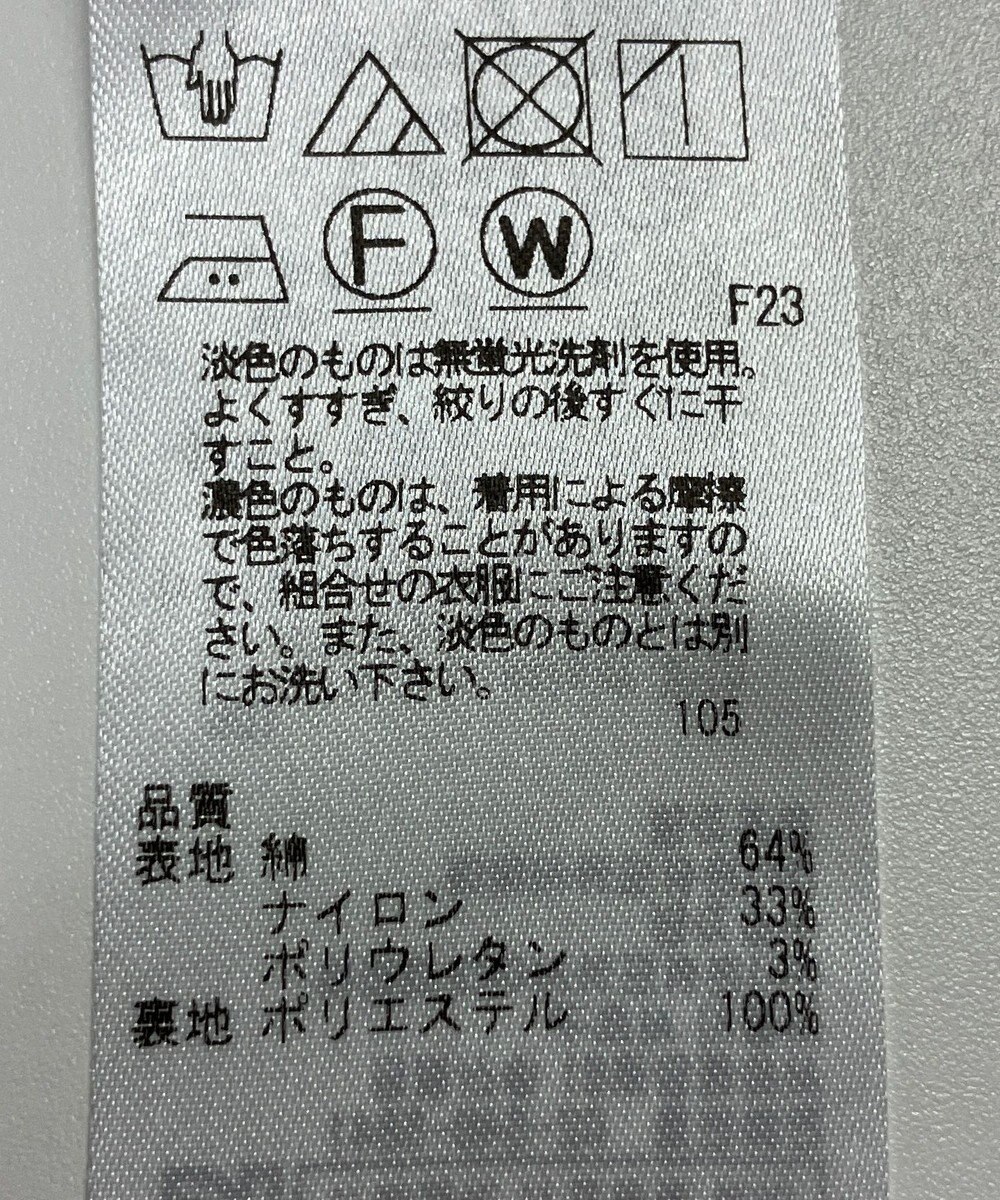 F W
F23
淡色のものは無蛍光洗剤を使用。
よくすすぎ、絞りの後すぐに干
すこと。
濃色のものは、着用による摩擦
で色落ちすることがありますの
で、組合せの衣服にご注意くだ
さい。また、淡色のものとは別
にお洗い下さい。
105
品質
表地 綿 64%
ナイロン 33%
ポリウレタン 3%
裏地 ポリエステル 100%